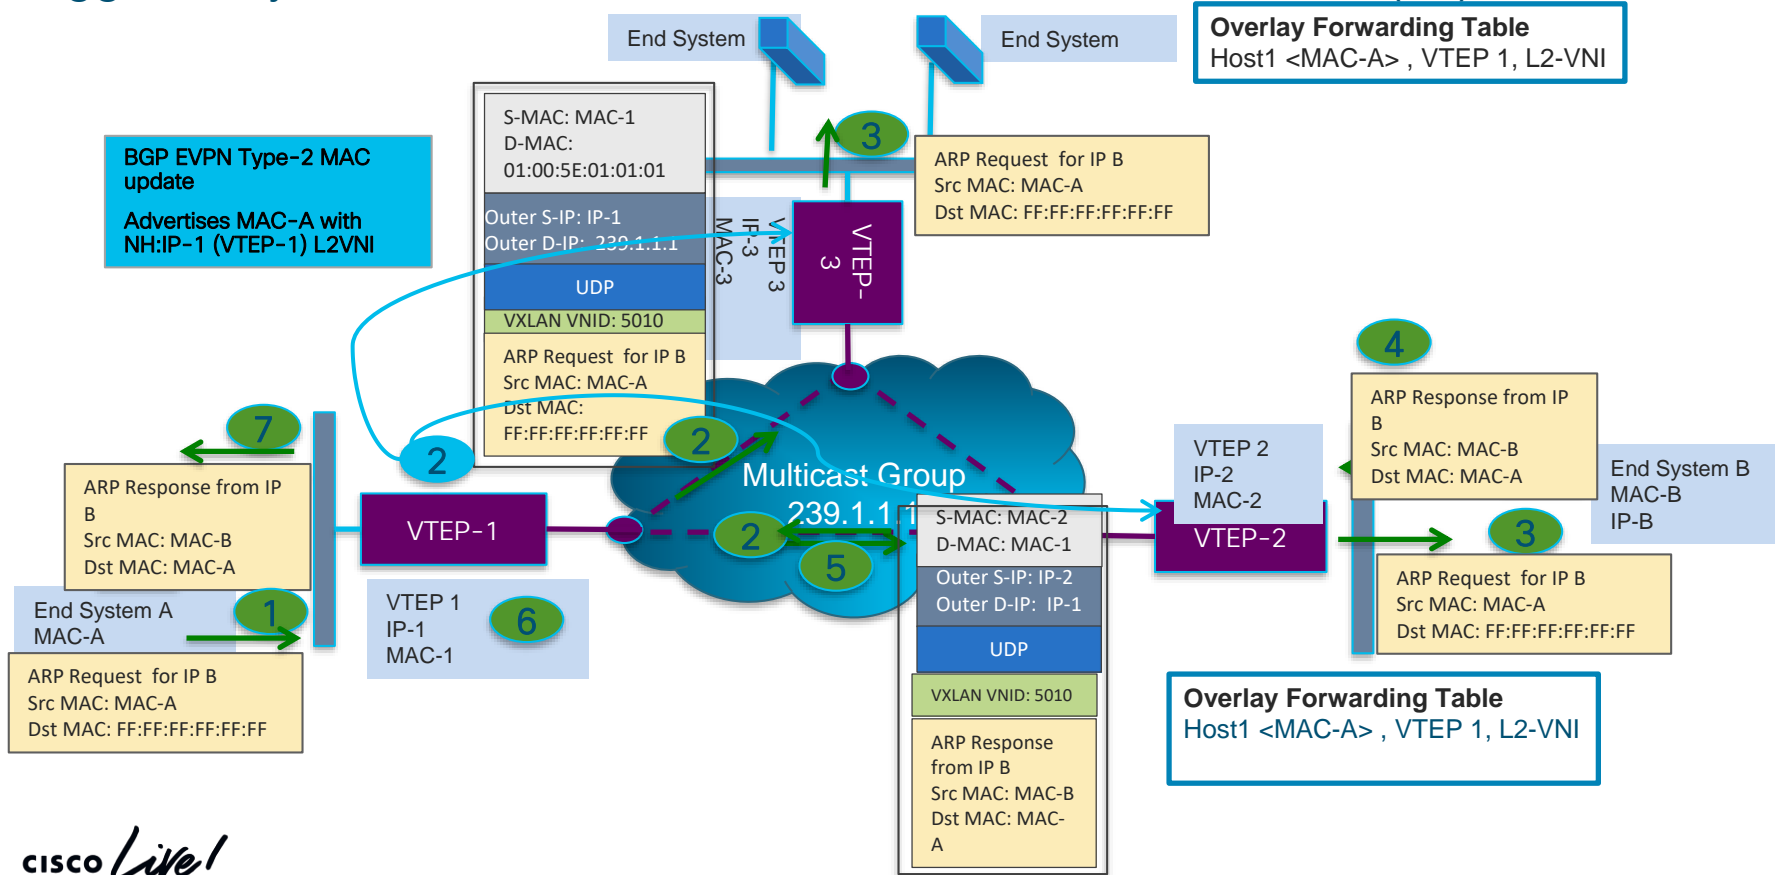 Overlay Forwarding Table
Host1 <MAC-A> , VTEP 1, L2-VNI
End System
End System
S-MAC: MAC-1
D-MAC:
01:00:5E:01:01:01
Outer S-IP: IP-1
Outer D-IP: 239.1.1.1
UDP
VXLAN VNID: 5010
ARP Request for IP B
Src MAC: MAC-A
Dst MAC:
FF:FF:FF:FF:FF:FF
BGP EVPN Type-2 MAC
update
Advertises MAC-A with
NH:IP-1 (VTEP-1) L2VNI
3
ARP Request for IP B
Src MAC: MAC-A
Dst MAC: FF:FF:FF:FF:FF:FF
VTEP 3
IP-3
MAC-3
VTEP-
3
4
ARP Response from IP
B
Src MAC: MAC-B
Dst MAC: MAC-A
7
2
2
Multicast Group
239.1.1.1
VTEP 2
IP-2
MAC-2
End System B
MAC-B
IP-B
ARP Response from IP
B
Src MAC: MAC-B
Dst MAC: MAC-A
VTEP-1
2
5
S-MAC: MAC-2
D-MAC: MAC-1
Outer S-IP: IP-2
Outer D-IP: IP-1
UDP
VXLAN VNID: 5010
ARP Response
from IP B
Src MAC: MAC-B
Dst MAC: MAC-
A
VTEP-2
3
ARP Request for IP B
Src MAC: MAC-A
Dst MAC: FF:FF:FF:FF:FF:FF
End System A
MAC-A
1
VTEP 1
IP-1
MAC-1
6
ARP Request for IP B
Src MAC: MAC-A
Dst MAC: FF:FF:FF:FF:FF:FF
Overlay Forwarding Table
Host1 <MAC-A> , VTEP 1, L2-VNI
CISCO Live!